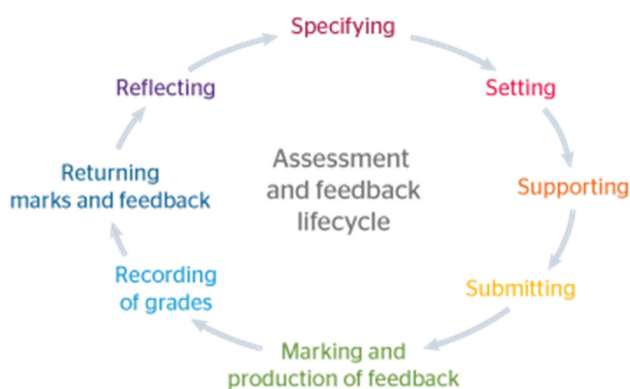 Specifying
Setting
Supporting
Submitting
Marking and
production of feedback
Recording
of grades
Returning
marks and feedback
Reflecting
Assessment
and feedback
lifecycle